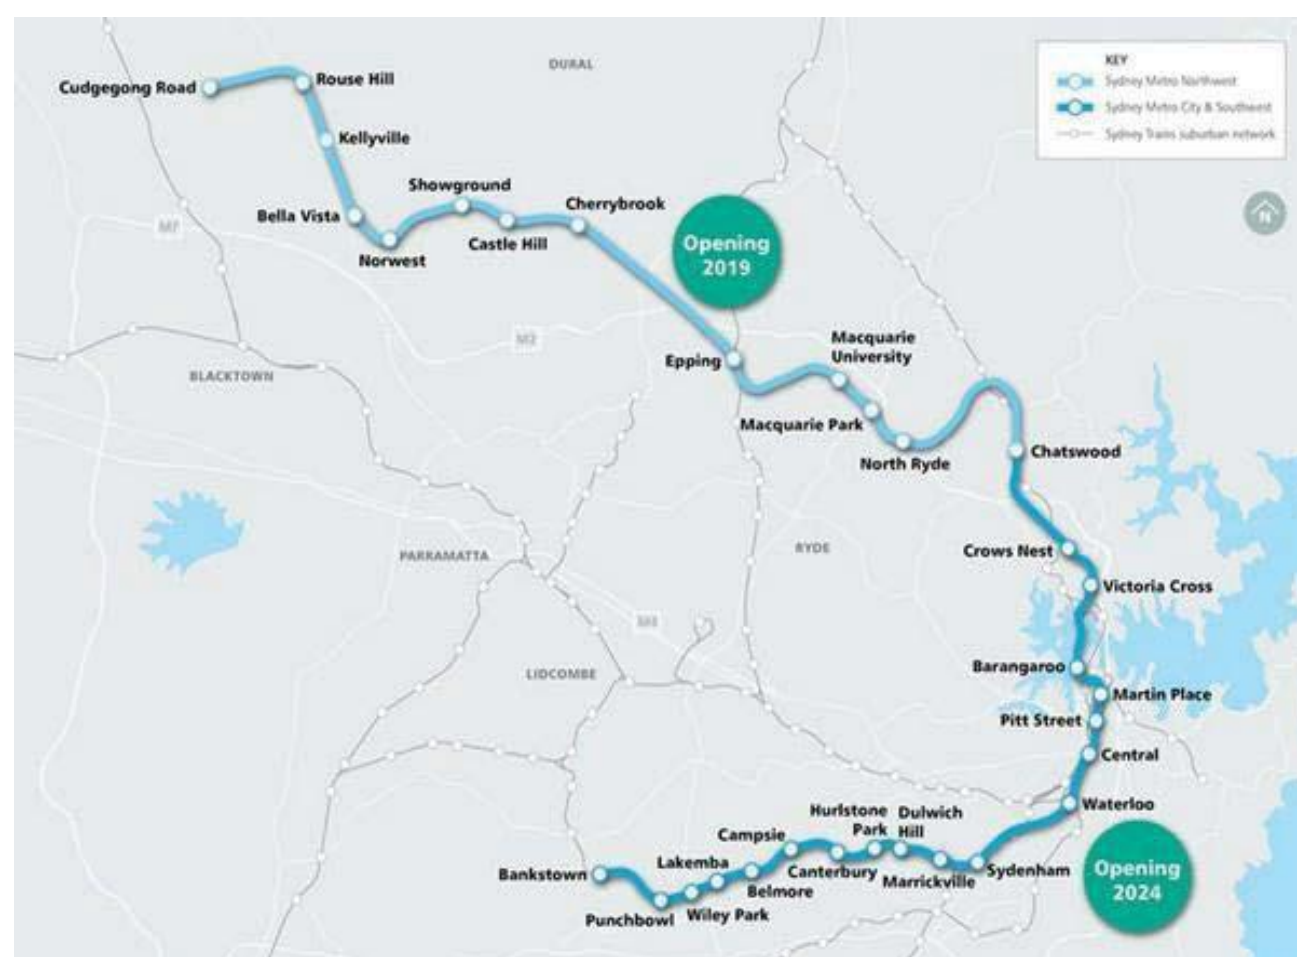 DURAL
KEY
Sydney Metro Northwest
Sydney Metro City & Southwest
Sydney Trains suburban network
Cudgegong Road
Rouse Hill
Kellyville
Showground
Cherrybrook
Bella Vista
Castle Hill
Norwest
N
M7
Opening
2019
M2
Macquarie
University
Epping
BLACKTOWN
Macquarie Park
North Ryde
Chatswood
PARRAMATTA
RYDE
Crows Nest
Victoria Cross
M4
LIDCOMBE
Barangaroo
Martin Place
Pitt Street
Central
Waterloo
Hurlstone
Park
Dulwich
Hill
Campsie
Lakemba
Bankstown
Canterbury
Sydenham
Belmore
Marrickville
Punchbowl
Wiley Park
Opening
2024